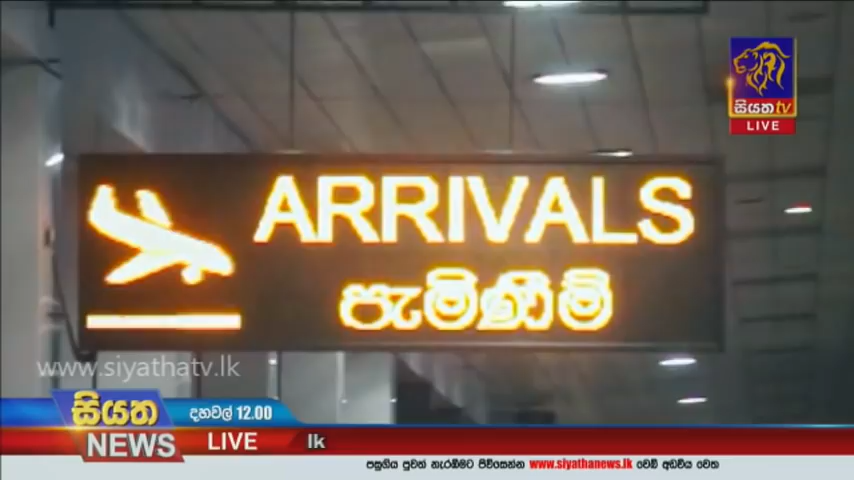 සියත tv
LIVE
ARRIVALS
පැමිණීම්
www.siyathatv.lk
සියත
NEWS
දහවල් 12.00
LIVE
lk
පසුගිය පුවත් නැරඹීමට පිවිසෙන්න www.siyathanews.lk වෙබ් අඩවිය වෙත